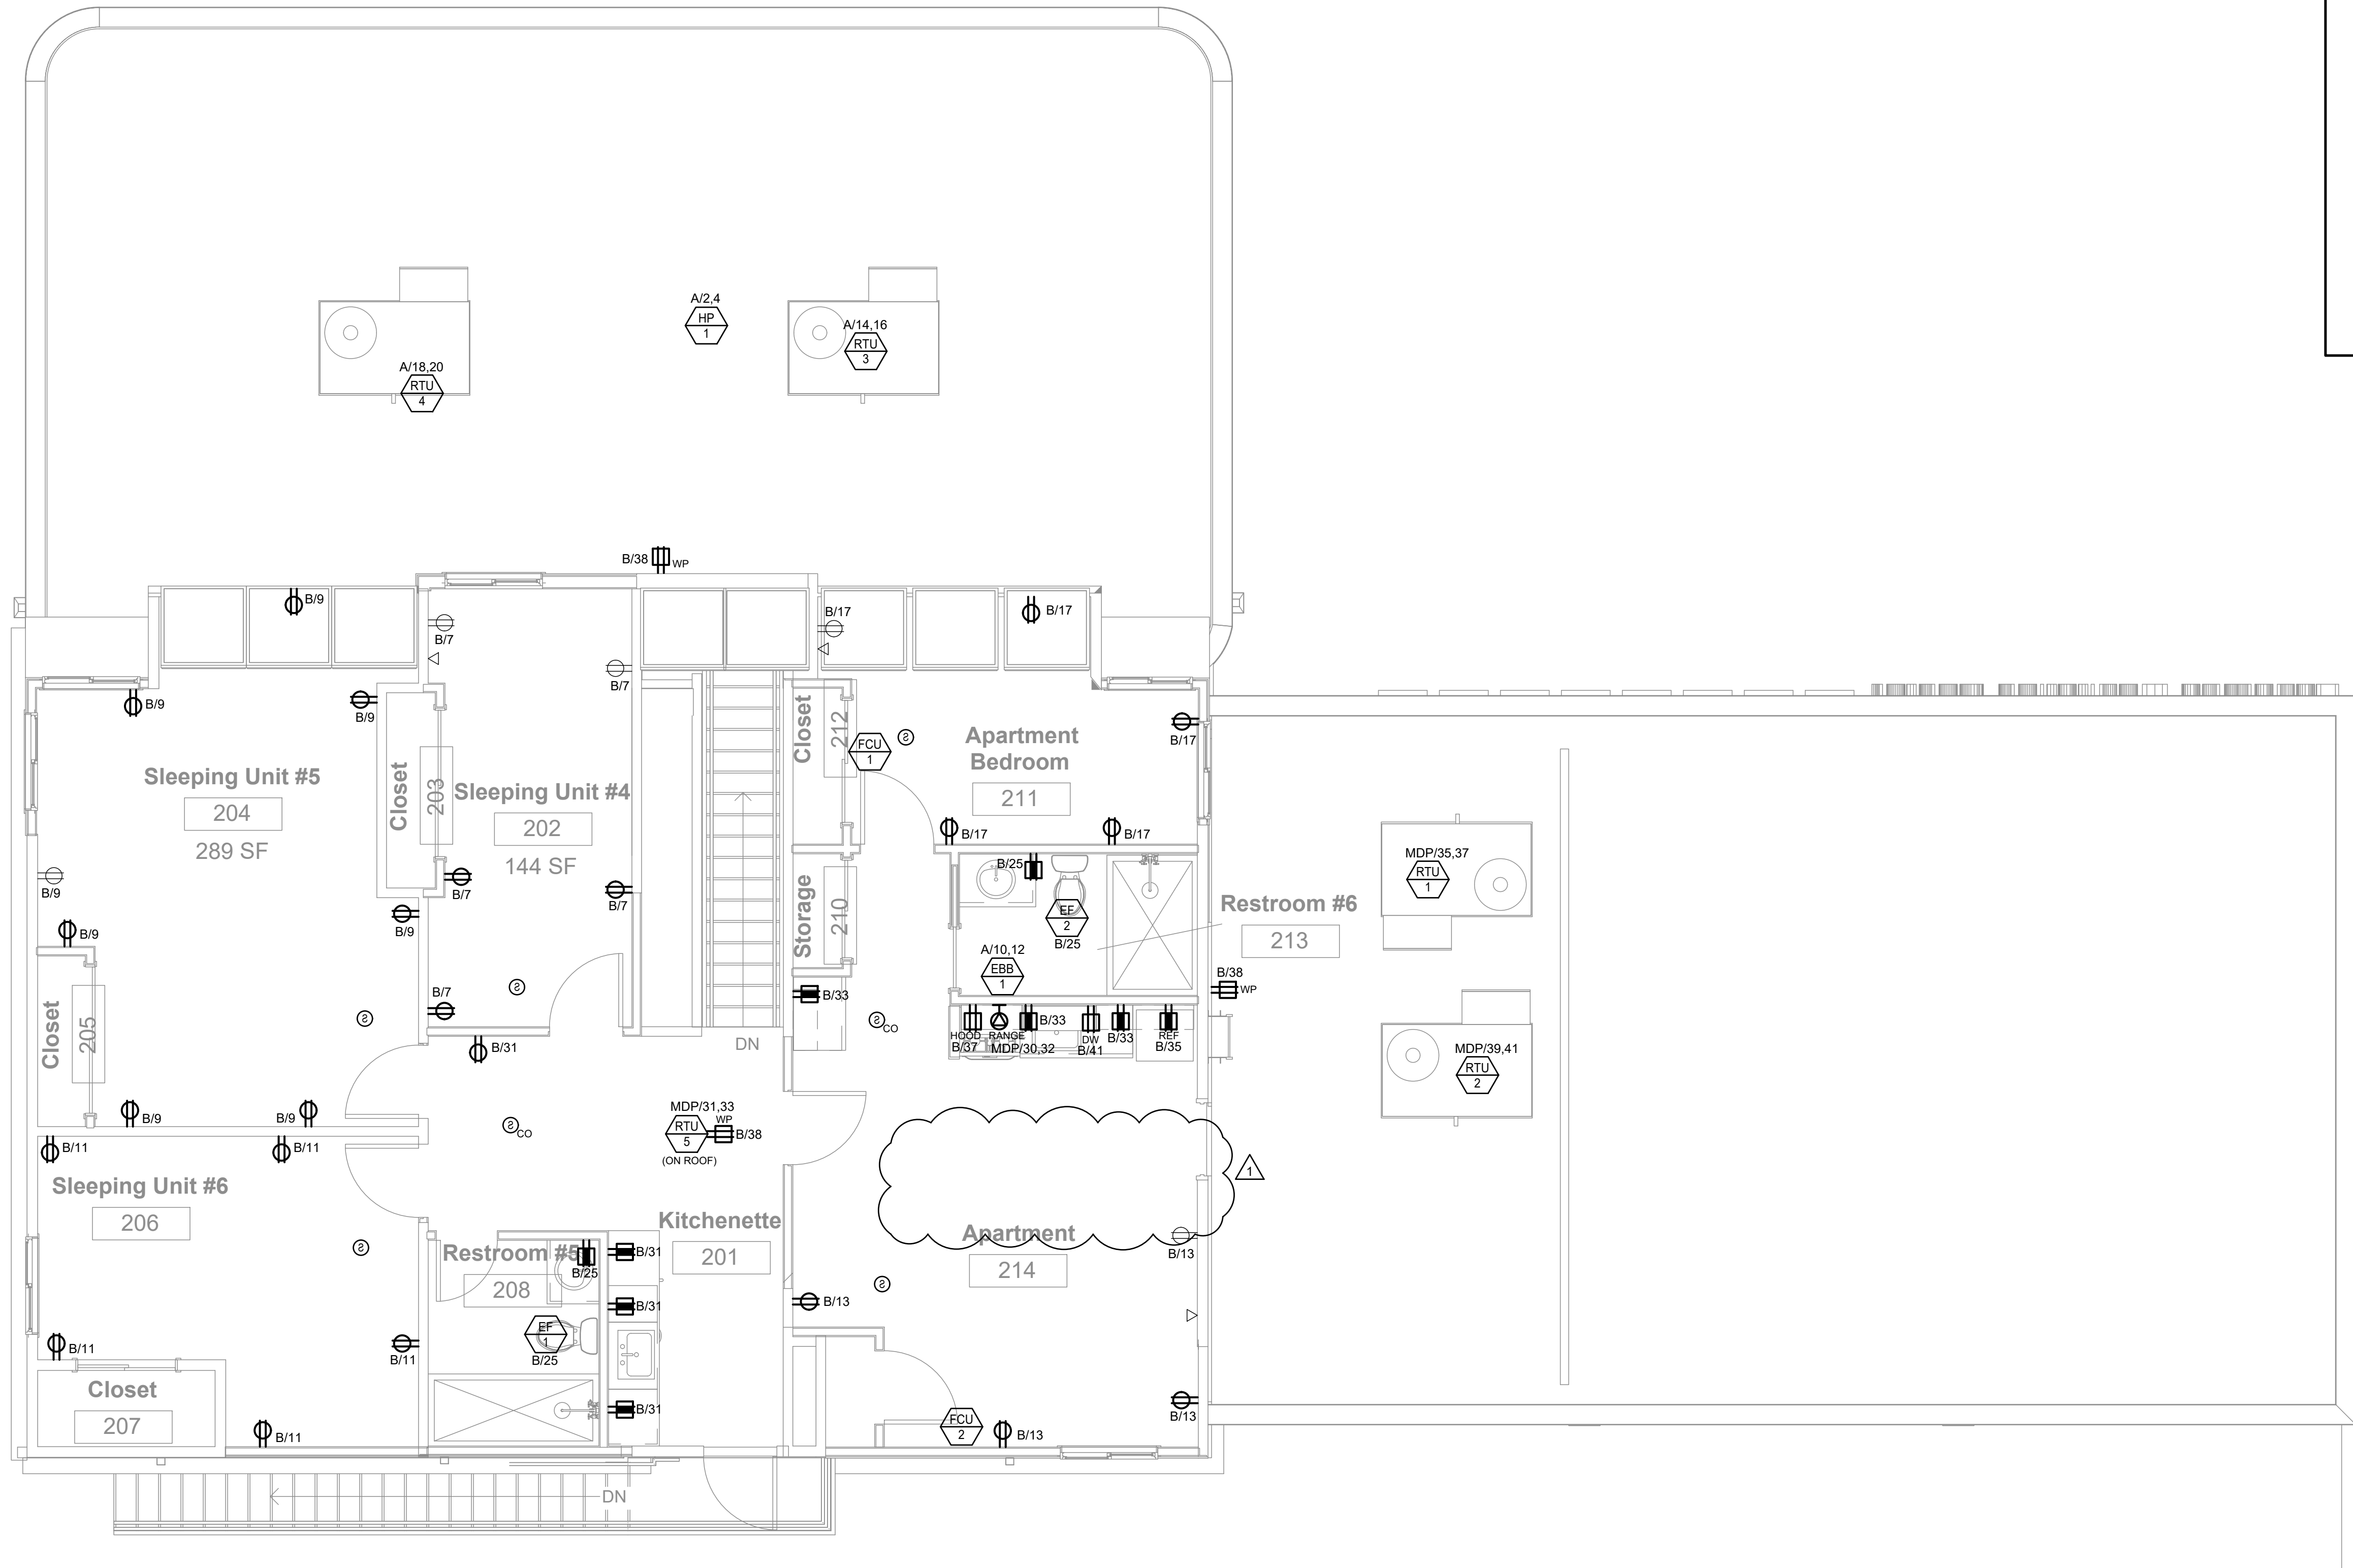 A/2,4
HP
1
A/14,16
RTU
3
A/18,20
RTU
4
B/38
WP
B/9
B/7
B/17
B/17
B/7
B/9
B/9
B/17
Closet
212
FCU
1
S
Apartment
Bedroom
211
Sleeping Unit #5
204
289 SF
Closet
203
Sleeping Unit #4
202
144 SF
B/17
B/17
B/9
B/7
B/7
B/9
B/9
B/25
EF
2
B/25
Storage
210
A/10,12
EBB
1
Restroom #6
213
MDP/35,37
RTU
1
B/38
WP
MDP/39,41
RTU
2
Closet
205
S
S
B/7
B/31
DN
B/33
S
CO
HOOD
B/37
RANGE
MDP/30,32
B/33
DW
B/41
B/33
REF
B/35
B/9
B/9
B/11
B/11
S
CO
MDP/31,33
RTU
5
(ON ROOF)
WP
B/38
1
Sleeping Unit #6
206
S
Restroom #5
208
B/25
B/31
B/31
B/31
Kitchenette
201
Apartment
214
B/13
S
B/13
EF
1
B/25
B/11
B/11
Closet
207
B/11
FCU
2
B/13
B/13
DN